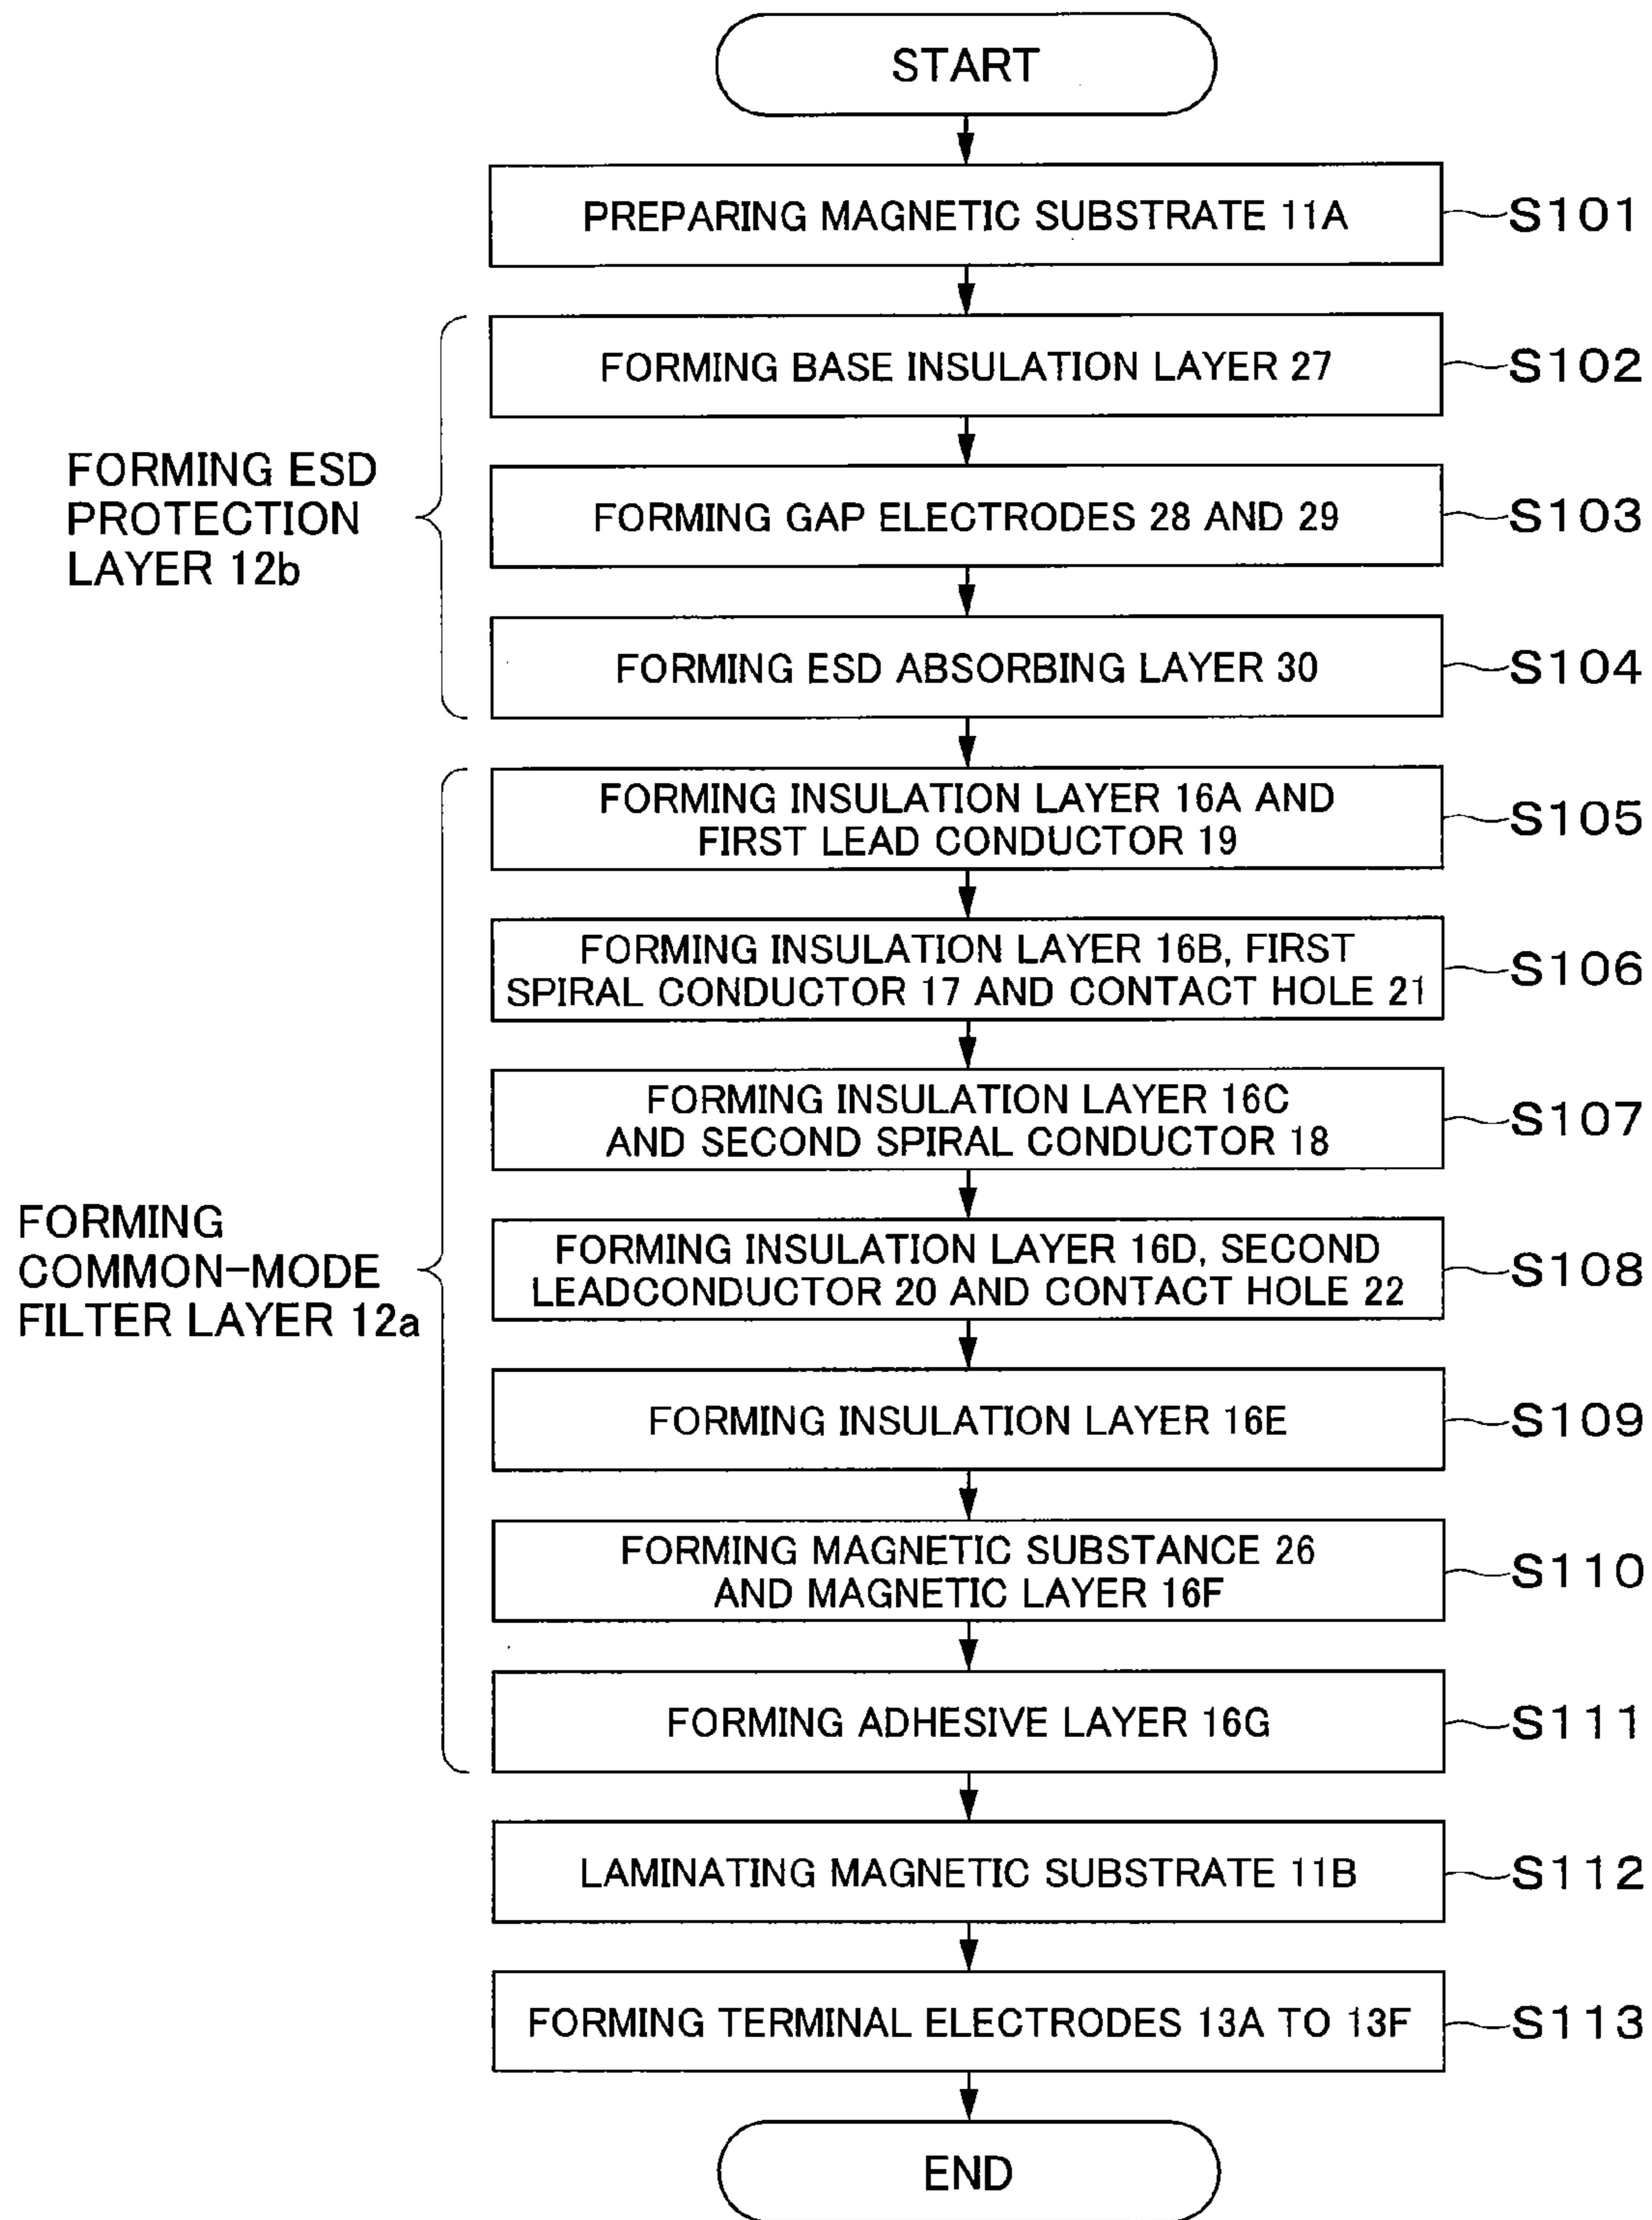 START
PREPARING MAGNETIC SUBSTRATE 11A
S101
FORMING BASE INSULATION LAYER 27
S102
FORMING ESD
PROTECTION
LAYER 12b
FORMING GAP ELECTRODES 28 AND 29
S103
FORMING ESD ABSORBING LAYER 30
S104
FORMING INSULATION LAYER 16A AND
FIRST LEAD CONDUCTOR 19
S105
FORMING INSULATION LAYER 16B, FIRST
SPIRAL CONDUCTOR 17 AND CONTACT HOLE 21
S106
FORMING INSULATION LAYER 16C
AND SECOND SPIRAL CONDUCTOR 18
S107
FORMING
COMMON-MODE
FILTER LAYER 12a
FORMING INSULATION LAYER 16D, SECOND
LEADCONDUCTOR 20 AND CONTACT HOLE 22
S108
FORMING INSULATION LAYER 16E
S109
FORMING MAGNETIC SUBSTANCE 26
AND MAGNETIC LAYER 16F
S110
FORMING ADHESIVE LAYER 16G
S111
LAMINATING MAGNETIC SUBSTRATE 11B
S112
FORMING TERMINAL ELECTRODES 13A TO 13F
S113
END